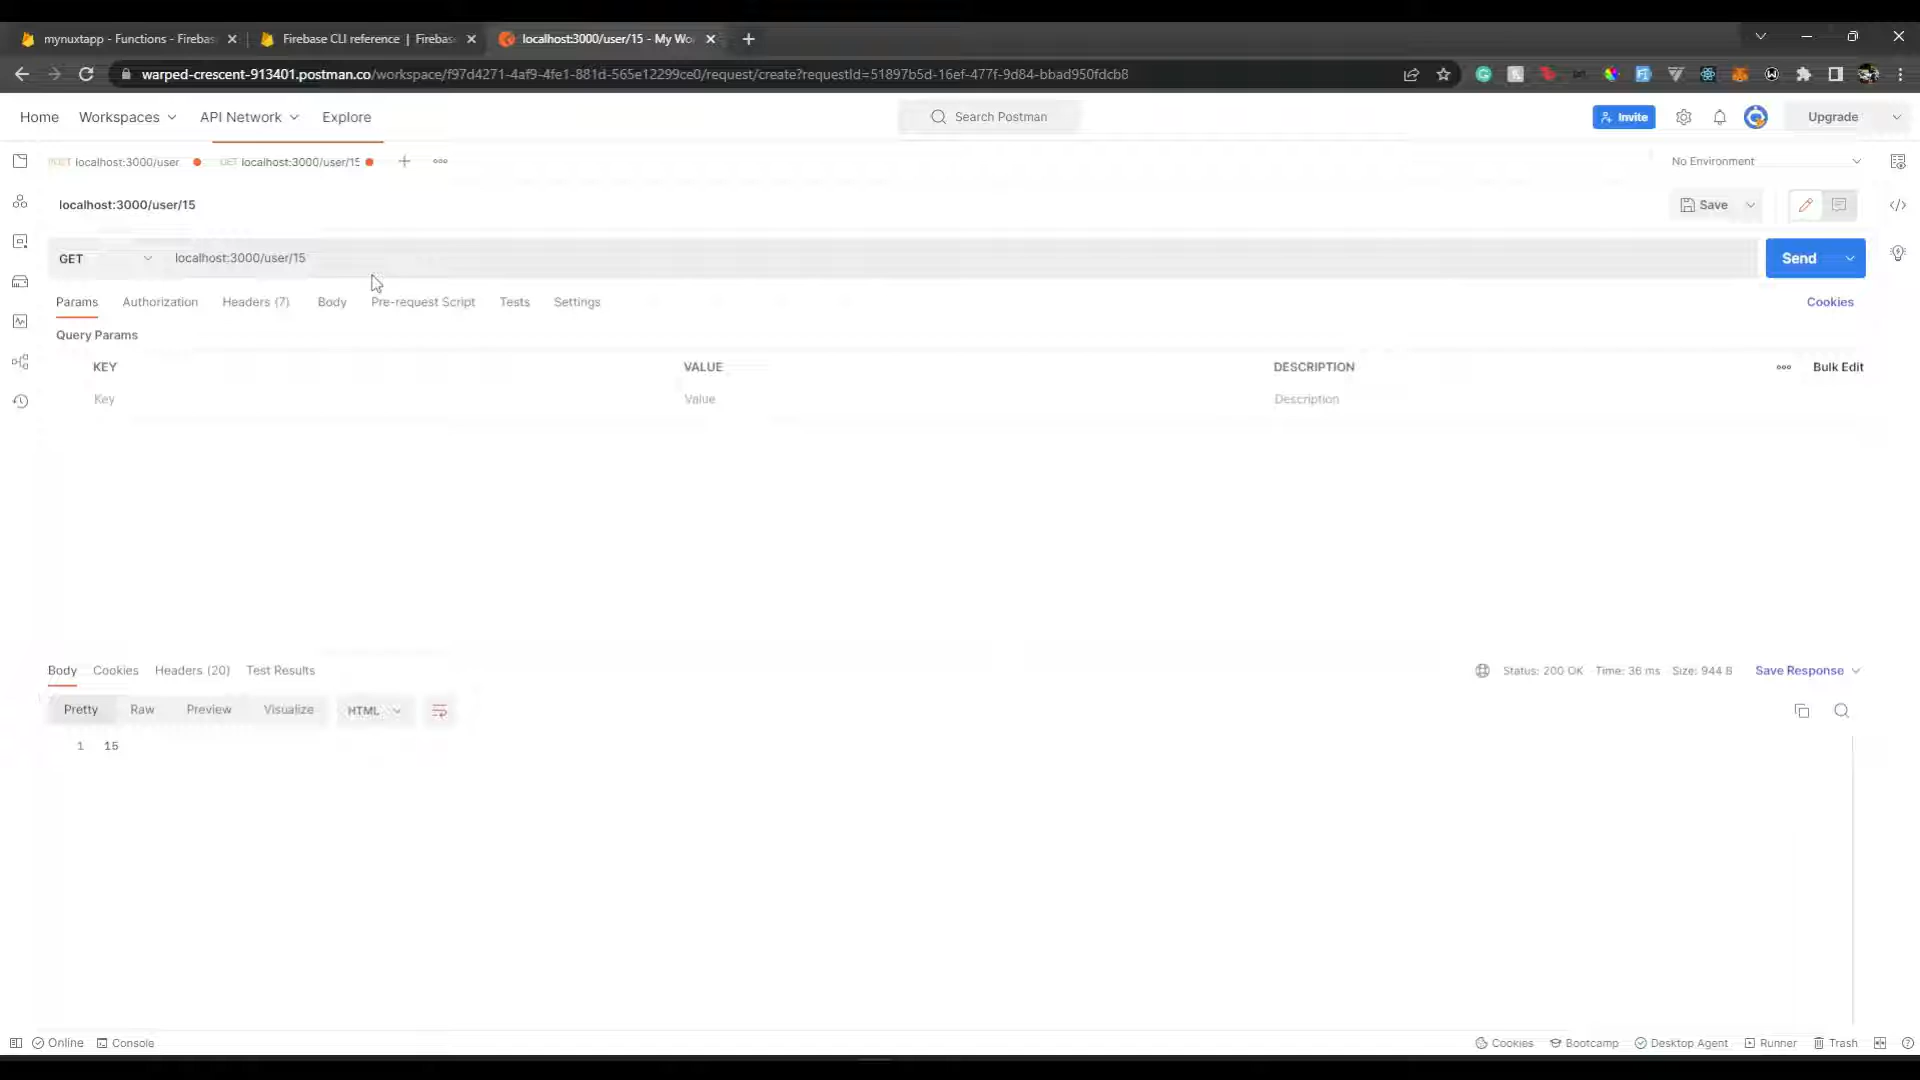 mynuxtapp - Functions - Firebas
Firebase CLI reference | Firebas
localhost:3000/user/15 - My Wo
warped-crescent-913401.postman.co/workspace/f97d4271-4af9-4fe1-881d-565e12299ce0/request/create?requestId=51897b5d-16ef-477f-9d84-bbad950fdcb8
Home Workspaces API Network Explore
Search Postman
Invite
Upgrade
localhost:3000/user
GET localhost:3000/user/15
No Environment
localhost:3000/user/15
Save
GET localhost:3000/user/15
Send
Params Authorization Headers (7) Body Pre-request Script Tests Settings
Cookies
Query Params
KEY VALUE DESCRIPTION
Bulk Edit
Key Value Description
Body Cookies Headers (20) Test Results
Status: 200 OK Time: 36 ms Size: 944 B Save Response
Pretty Raw Preview Visualize HTML
1 15
Online Console
Cookies Bootcamp Desktop Agent Runner Trash